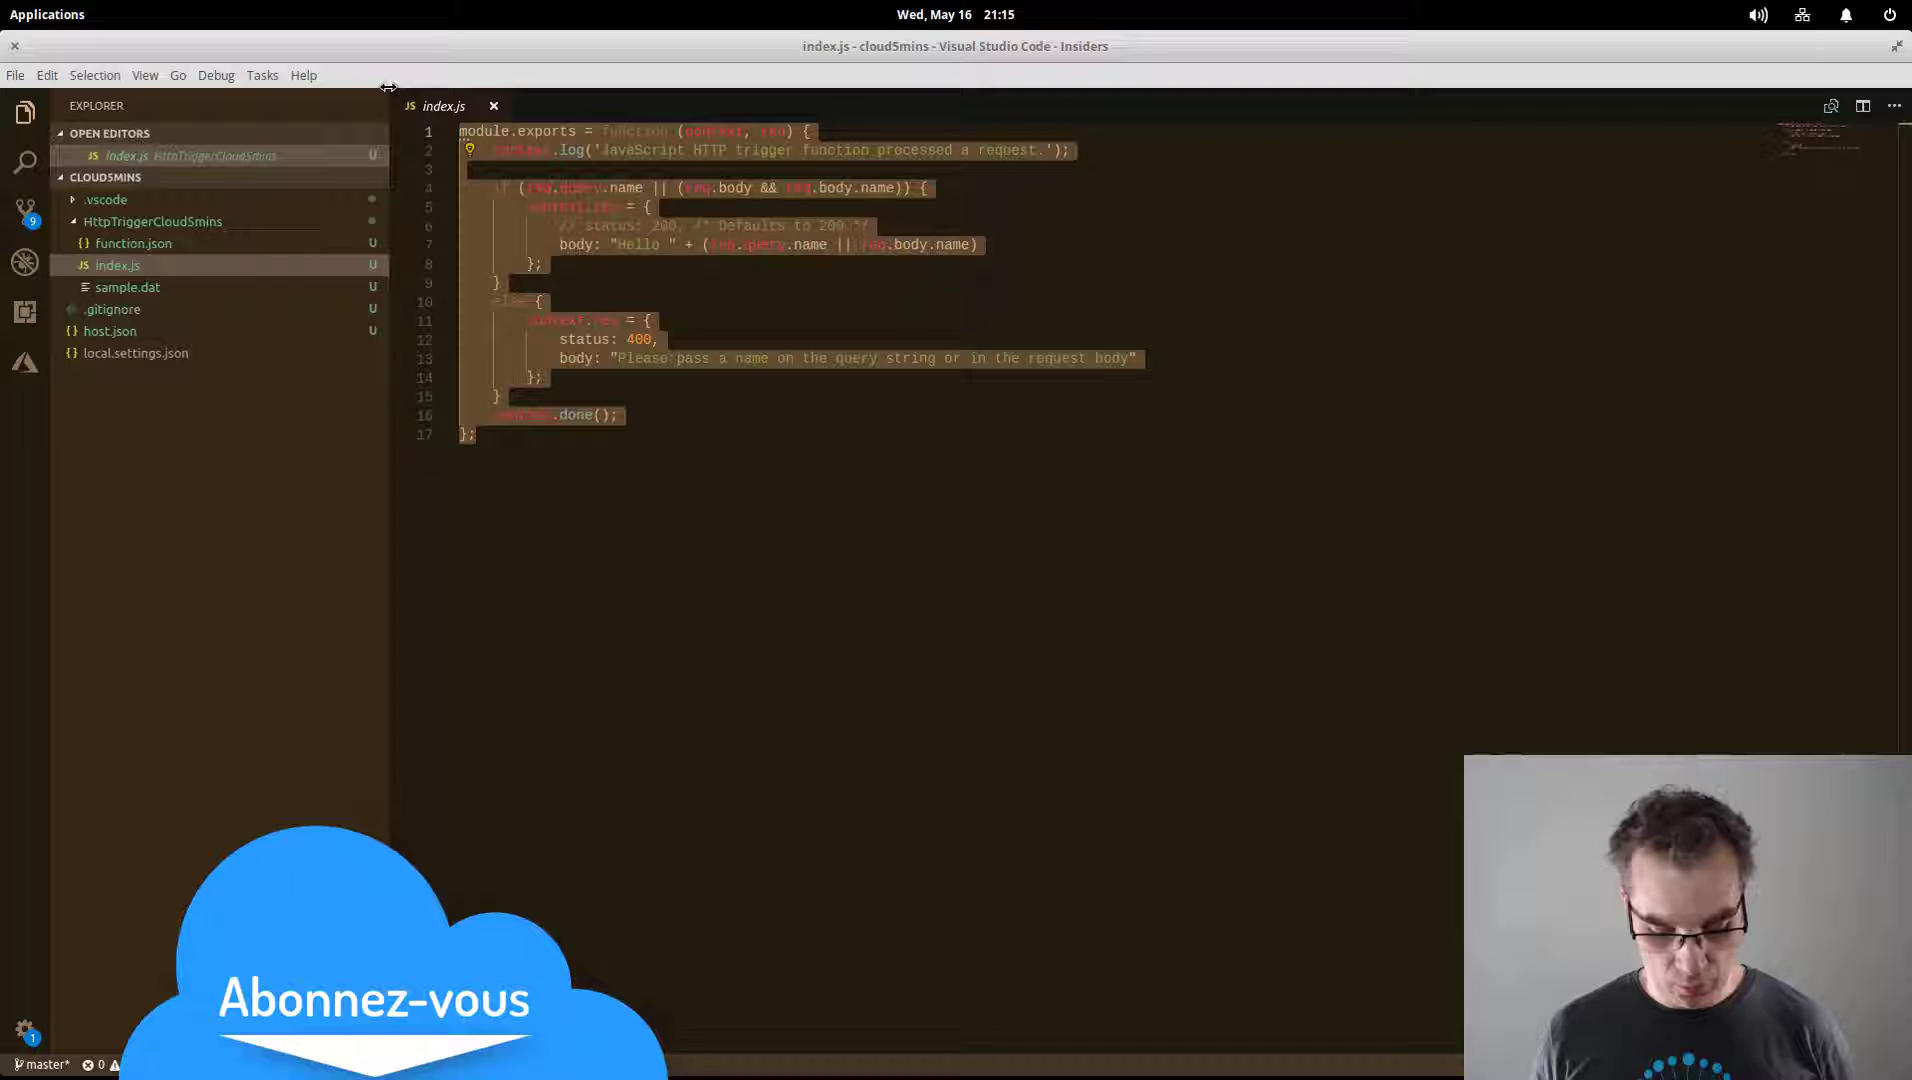 Applications
Wed, May 16 21:15
index.js - cloud5mins - Visual Studio Code - Insiders
File Edit Selection View Go Debug Tasks Help
EXPLORER
JS index.js
OPEN EDITORS
JS index.js HttpTriggerCloud5mins U
CLOUD5MINS
.vscode
HttpTriggerCloud5mins
{} function.json U
JS index.js U
sample.dat U
.gitignore U
{} host.json U
{} local.settings.json
9
1 module.exports = function (context, req) {
2 context.log('JavaScript HTTP trigger function processed a request.');
3
4 if (req.query.name || (req.body && req.body.name)) {
5 context.res = {
6 // status: 200, /* Defaults to 200 */
7 body: "Hello " + (req.query.name || req.body.name)
8 };
9 }
10 else {
11 context.res = {
12 status: 400,
13 body: "Please pass a name on the query string or in the request body"
14 };
15 }
16 context.done();
17 };
Abonnez-vous
1
master* 0